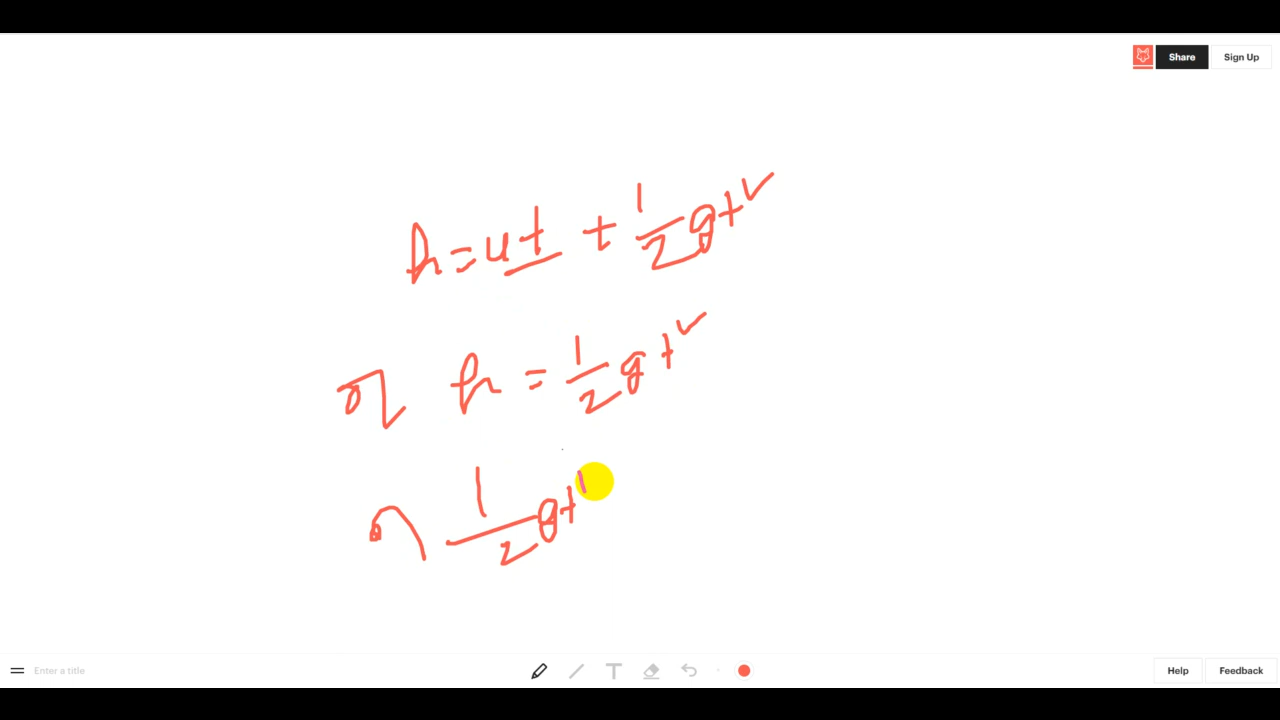 Share Sign Up
h = ut + 1/2 gt²
বা h = 1/2 gt²
বা 1/2 gt
Enter a title
Help Feedback